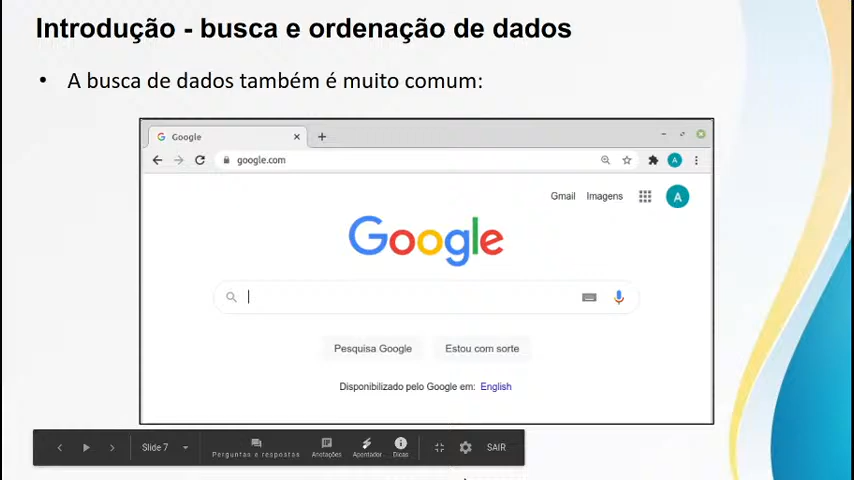 Introdução - busca e ordenação de dados
• A busca de dados também é muito comum:
Google
google.com
A
Gmail Imagens A
Google
Pesquisa Google Estou com sorte
Disponibilizado pelo Google em: English
Slide 7 Perguntas e respostas Anotações Apontador Dicas SAIR